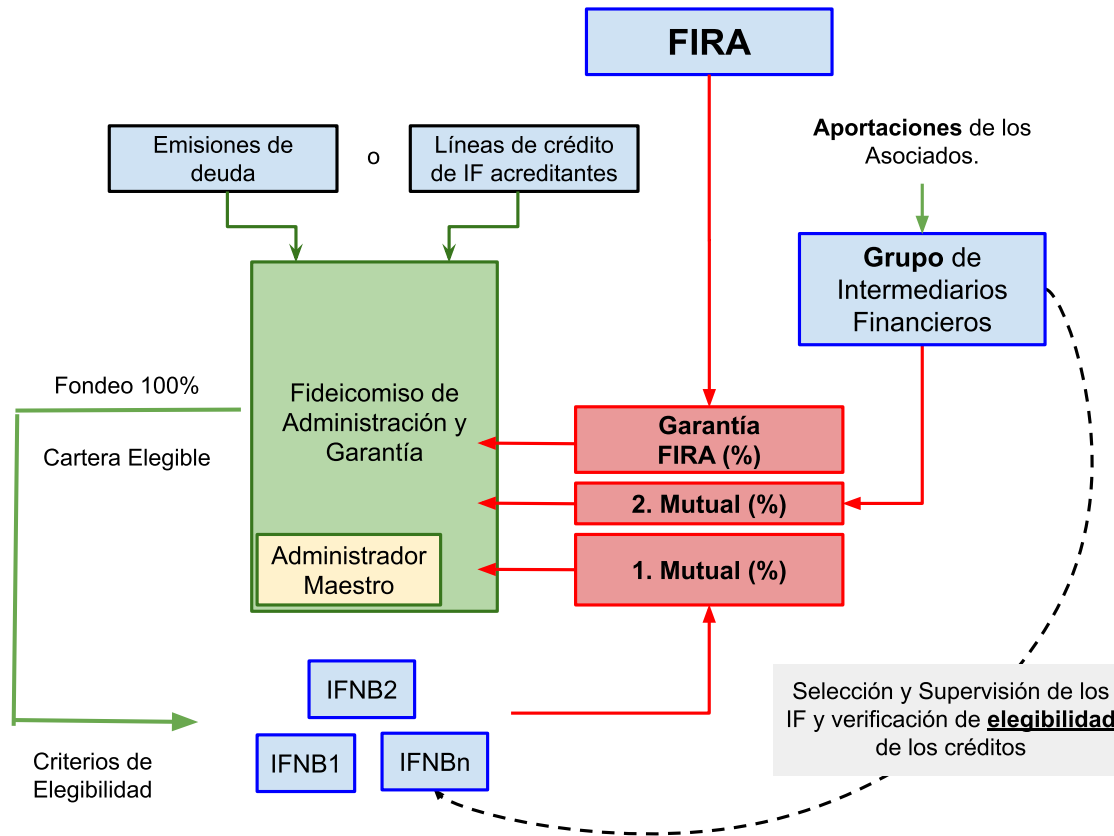 FIRA
Emisiones de
deuda
o
Líneas de crédito
de IF acreditantes
Aportaciones de los
Asociados.
Grupo de
Intermediarios
Financieros
Fondeo 100%
Cartera Elegible
Fideicomiso de
Administración y
Garantía
Garantía
FIRA (%)
2. Mutual (%)
Administrador
Maestro
1. Mutual (%)
IFNB2
IFNB1
IFNBn
Criterios de
Elegibilidad
Selección y Supervisión de los
IF y verificación de elegibilidad
de los créditos